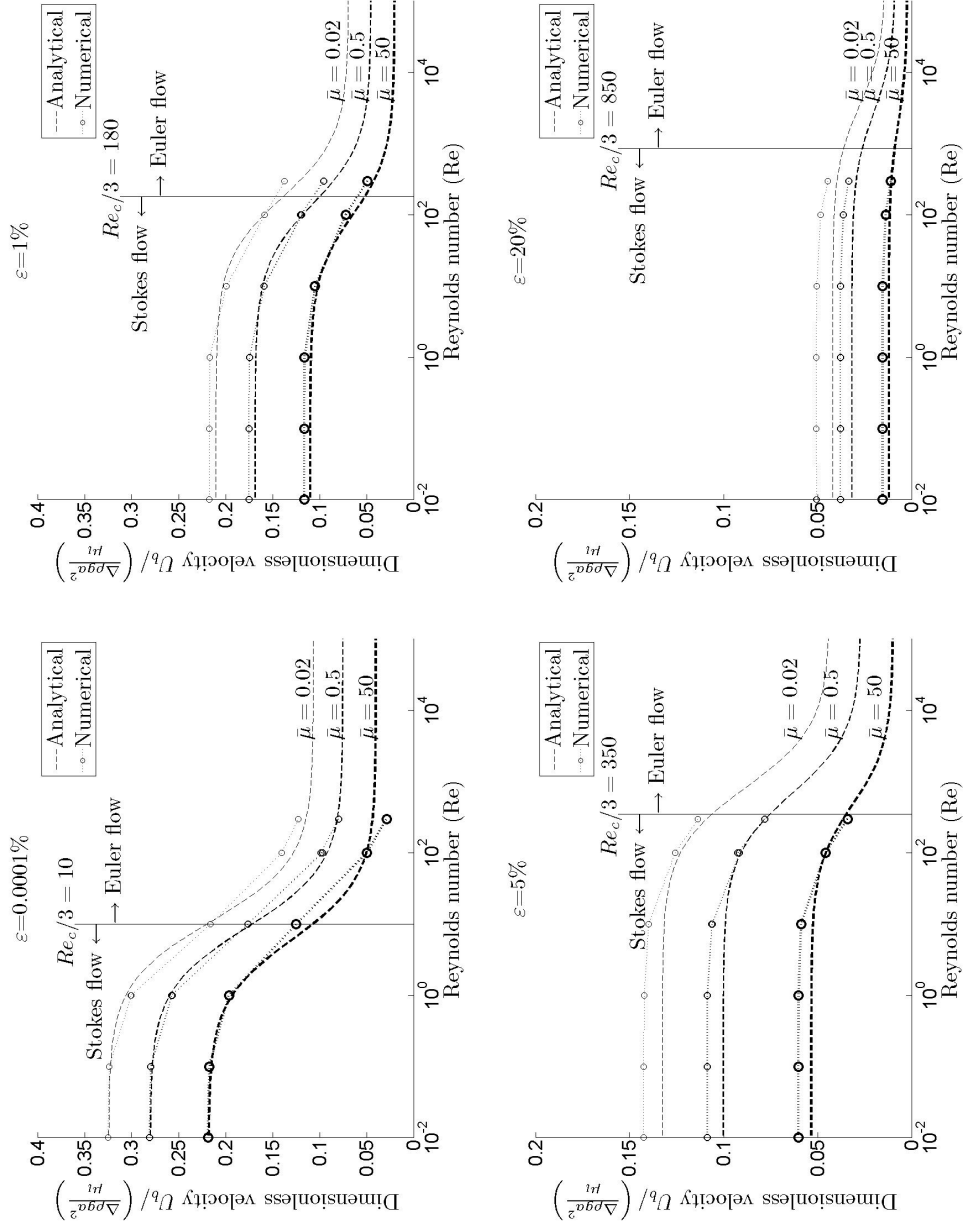 ε=0.0001%
Analytical
Numerical
Re_c/3 = 10
Stokes flow ← → Euler flow
μ̄ = 0.02
μ̄ = 0.5
μ̄ = 50
0.4
0.35
0.3
0.25
0.2
0.15
0.1
0.05
0
10^-2 10^0 10^2 10^4
Reynolds number (Re)
Dimensionless velocity U_b/(Δρga²/μ_l)
ε=1%
Analytical
Numerical
Re_c/3 = 180
Stokes flow ← → Euler flow
μ̄ = 0.02
μ̄ = 0.5
μ̄ = 50
0.4
0.35
0.3
0.25
0.2
0.15
0.1
0.05
0
10^-2 10^0 10^2 10^4
Reynolds number (Re)
Dimensionless velocity U_b/(Δρga²/μ_l)
ε=5%
Analytical
Numerical
Re_c/3 = 350
Stokes flow ← → Euler flow
μ̄ = 0.02
μ̄ = 0.5
μ̄ = 50
0.2
0.15
0.1
0.05
0
10^-2 10^0 10^2 10^4
Reynolds number (Re)
Dimensionless velocity U_b/(Δρga²/μ_l)
ε=20%
Analytical
Numerical
Re_c/3 = 850
Stokes flow ← → Euler flow
μ̄ = 0.02
μ̄ = 0.5
μ̄ = 50
0.2
0.15
0.1
0.05
0
10^-2 10^0 10^2 10^4
Reynolds number (Re)
Dimensionless velocity U_b/(Δρga²/μ_l)